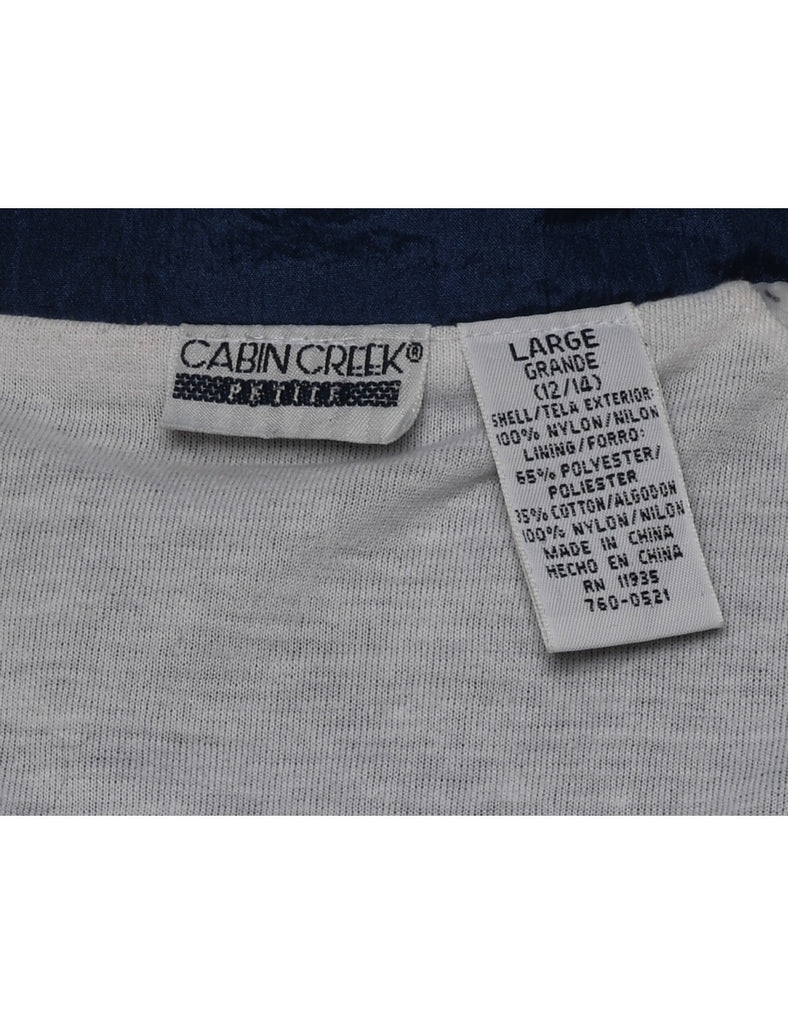 CABIN CREEK®
PETITE
LARGE
GRANDE
(12/14)
SHELL/TELA EXTERIOR:
100% NYLON/NILON
LINING/FORRO:
65% POLYESTER/
POLIESTER
35% COTTON/ALGODON
100% NYLON/NILON
MADE IN CHINA
HECHO EN CHINA
RN 11935
760-0521